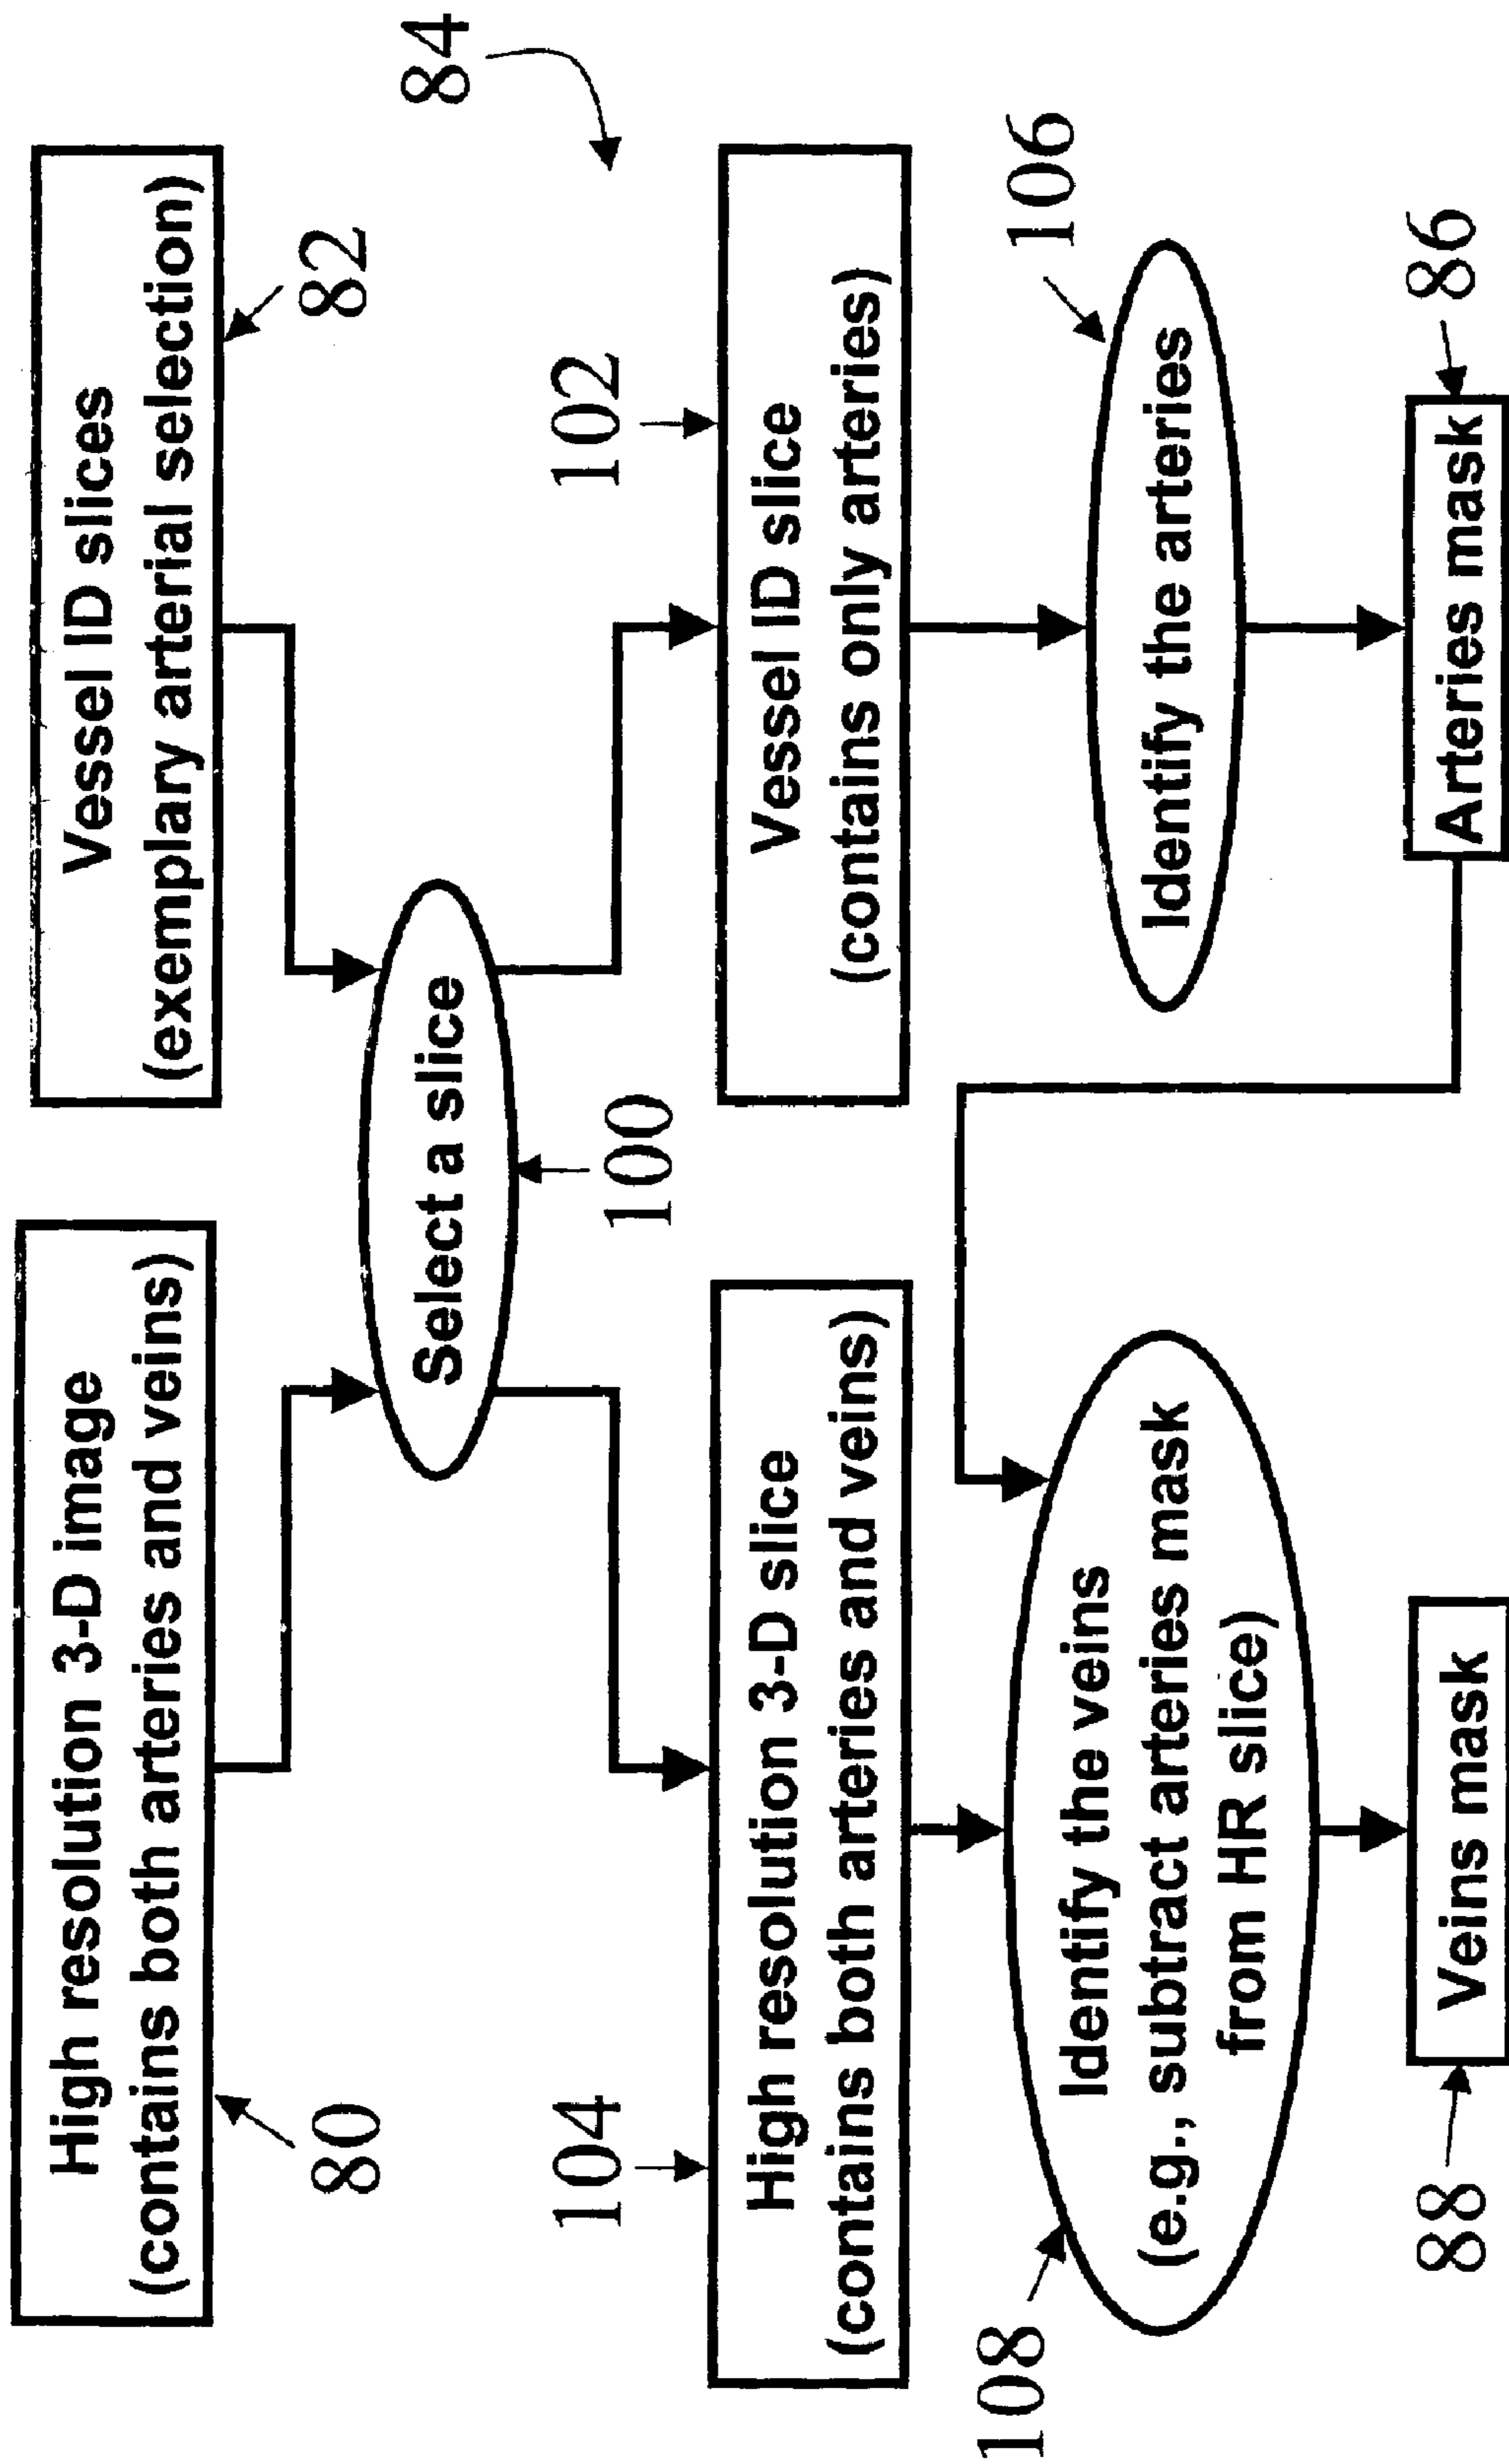 High resolution 3-D image
(contains both arteries and veins)
80
Vessel ID slices
(exemplary arterial selection)
82
84
Select a slice
100
104
High resolution 3-D slice
(contains both arteries and veins)
102
Vessel ID slice
(contains only arteries)
108
Identify the veins
(e.g., subtract arteries mask
from HR slice)
106
Identify the arteries
88
Veins mask
Arteries mask
86